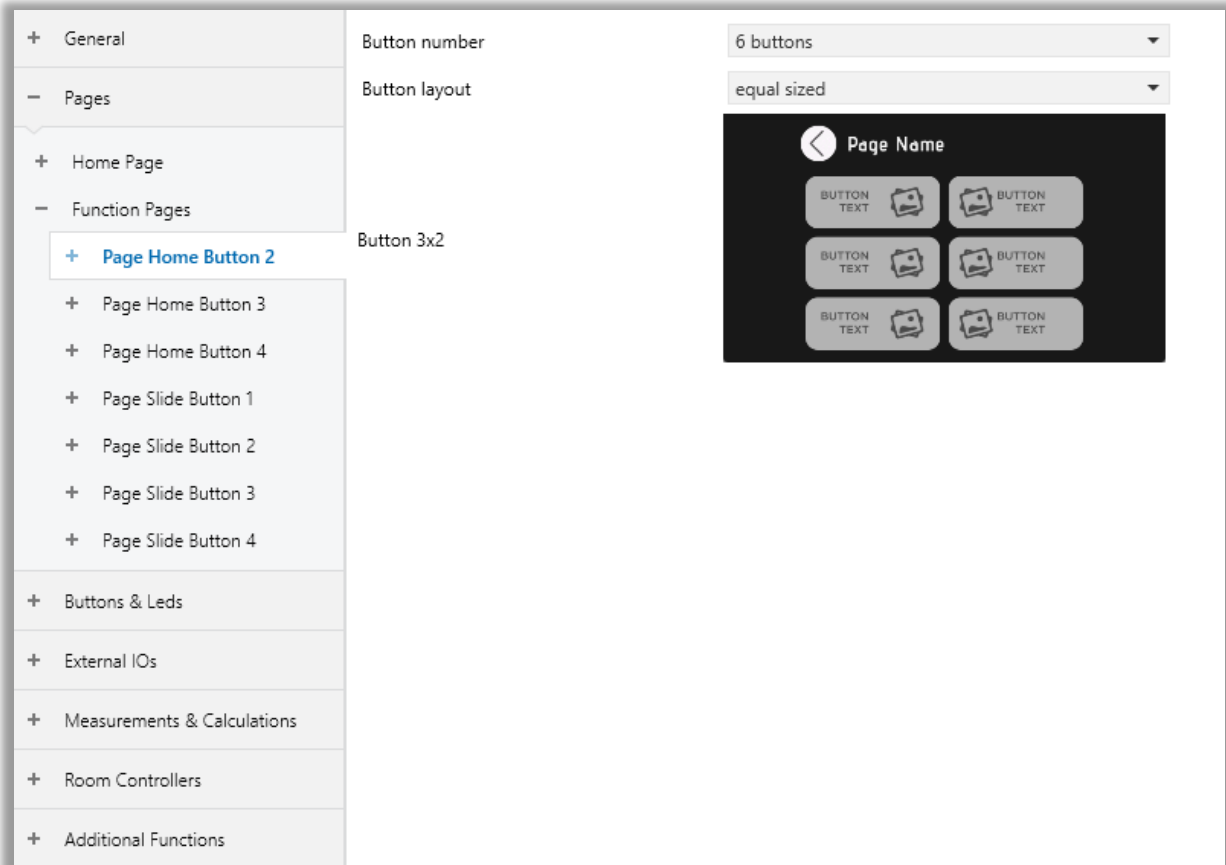 General
Pages
Home Page
Function Pages
Page Home Button 2
Page Home Button 3
Page Home Button 4
Page Slide Button 1
Page Slide Button 2
Page Slide Button 3
Page Slide Button 4
Buttons & Leds
External IOs
Measurements & Calculations
Room Controllers
Additional Functions
Button number
6 buttons
Button layout
equal sized
Button 3x2
Page Name
BUTTON
TEXT
BUTTON
TEXT
BUTTON
TEXT
BUTTON
TEXT
BUTTON
TEXT
BUTTON
TEXT